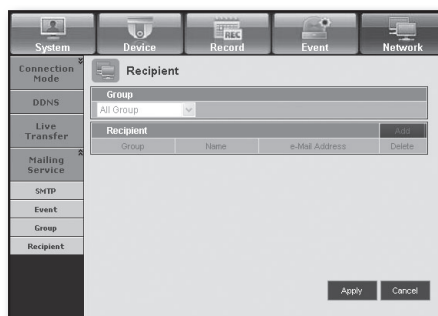 System Device Record Event Network
REC
Connection
Mode
DDNS
Live
Transfer
Mailing
Service
SMTP
Event
Group
Recipient
Recipient
Group
All Group
Recipient Add
Group Name e-Mail Address Delete
Apply Cancel